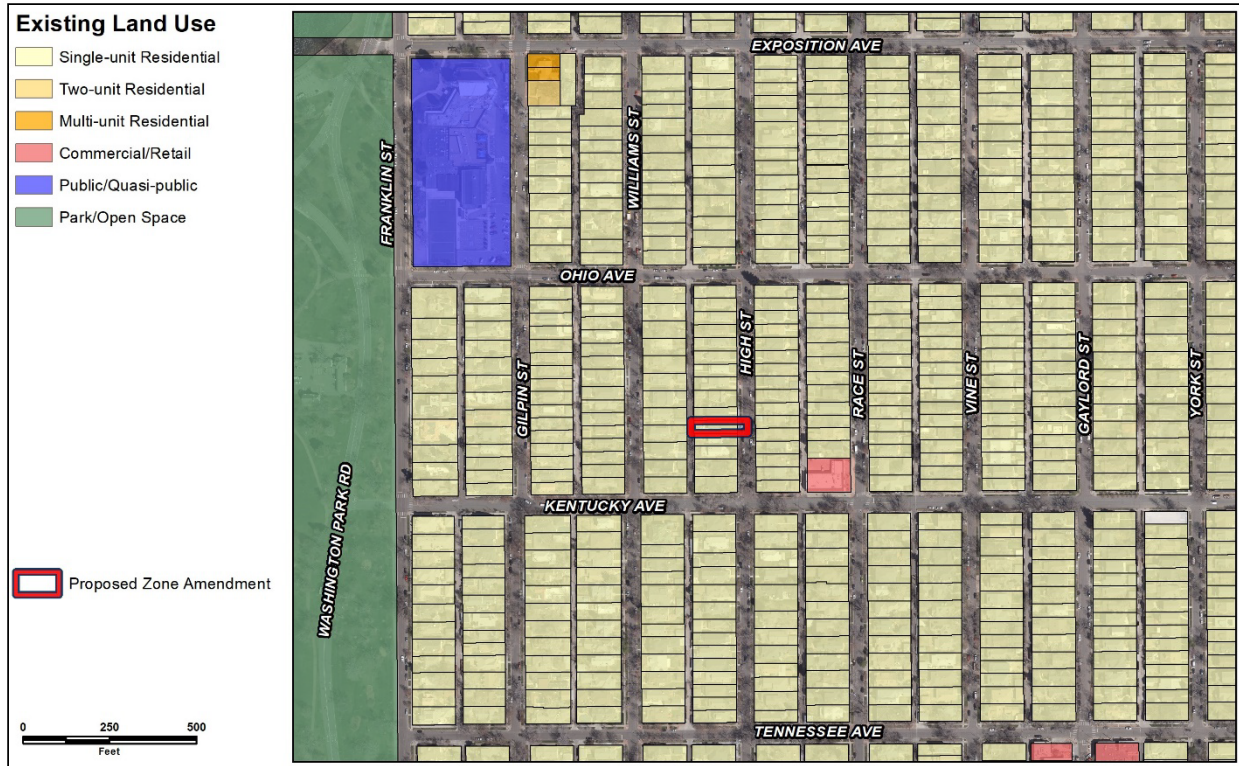 Existing Land Use
Single-unit Residential
Two-unit Residential
Multi-unit Residential
Commercial/Retail
Public/Quasi-public
Park/Open Space
Proposed Zone Amendment
0 250 500
Feet
EXPOSITION AVE
FRANKLIN ST
WILLIAMS ST
OHIO AVE
GILPIN ST
HIGH ST
RACE ST
VINE ST
GAYLORD ST
YORK ST
WASHINGTON PARK RD
KENTUCKY AVE
TENNESSEE AVE